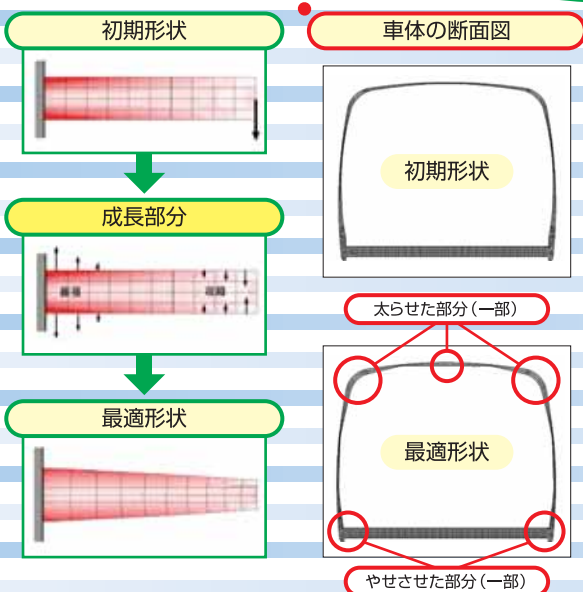 初期形状
成長部分
最適形状
車体の断面図
初期形状
太らせた部分（一部）
最適形状
やせさせた部分（一部）